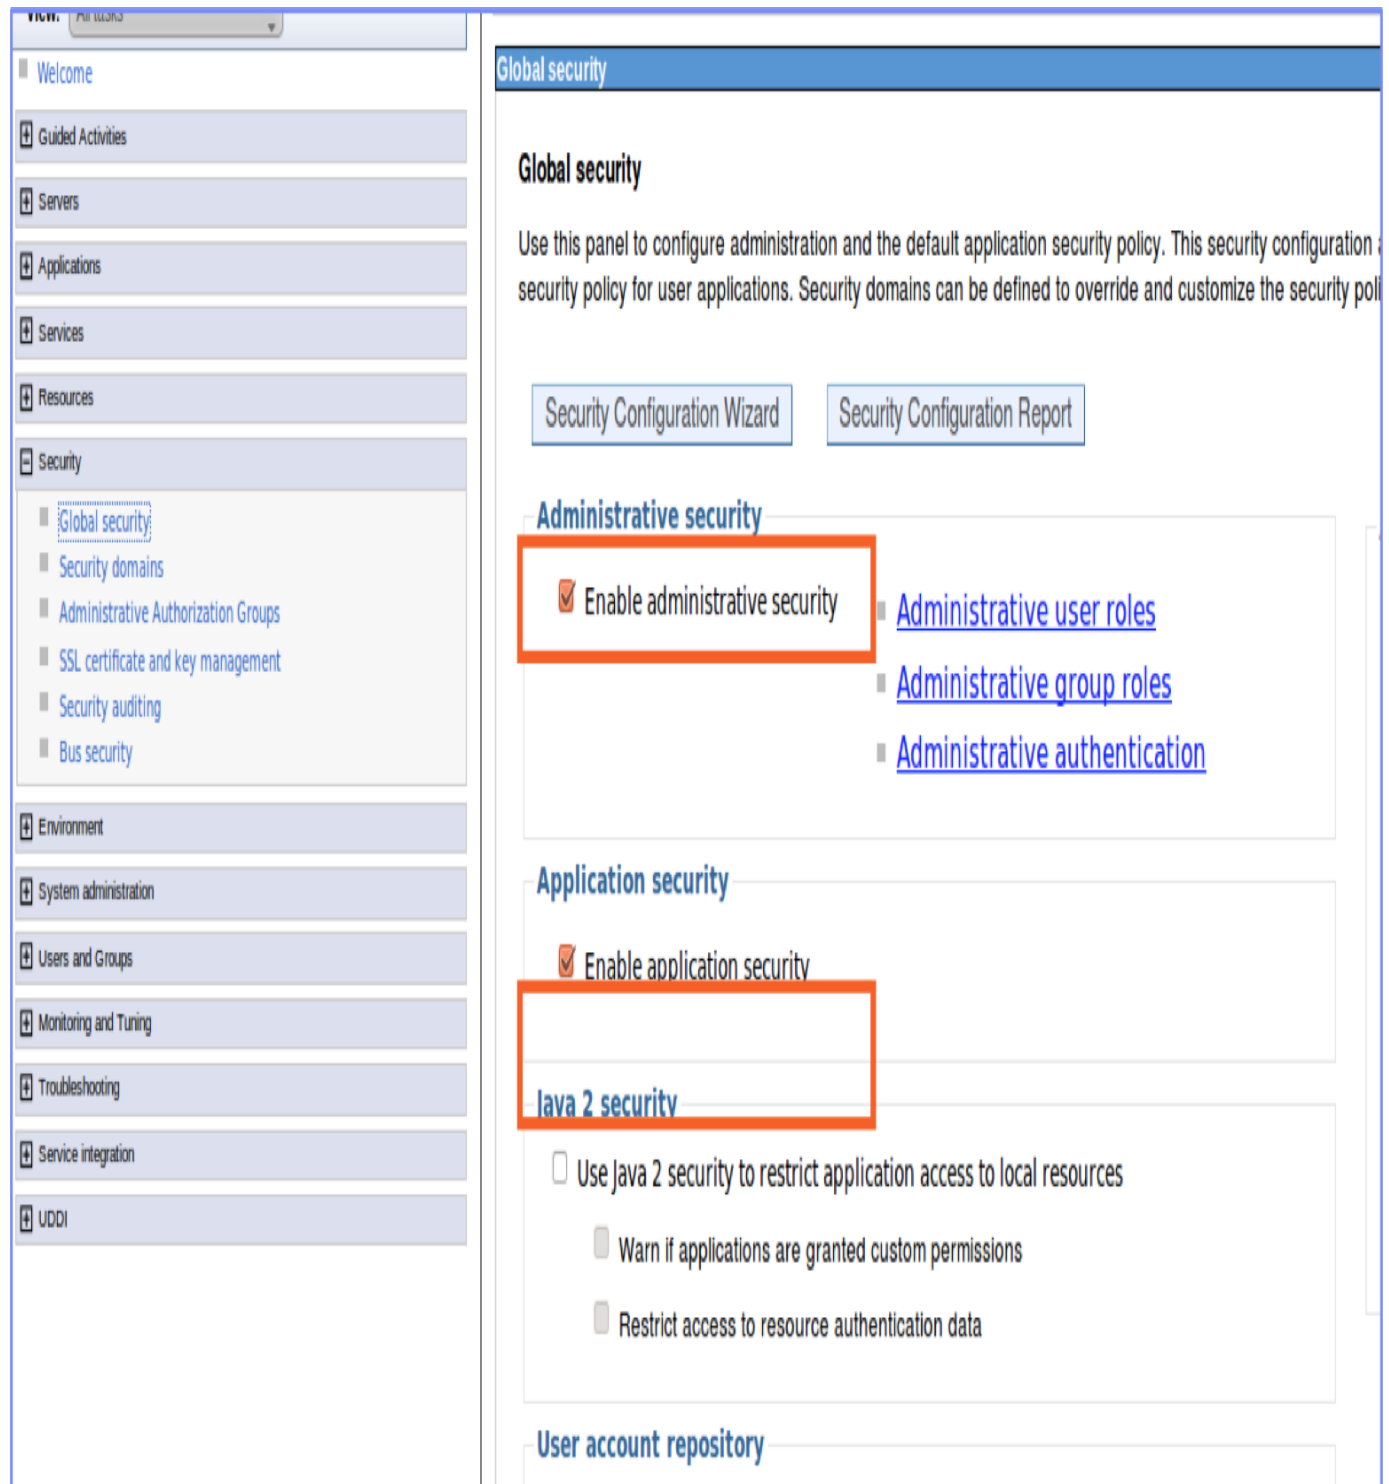 View: All tasks
Welcome
Guided Activities
Servers
Applications
Services
Resources
Security
Global security
Security domains
Administrative Authorization Groups
SSL certificate and key management
Security auditing
Bus security
Environment
System administration
Users and Groups
Monitoring and Tuning
Troubleshooting
Service integration
UDDI
Global security
Global security
Use this panel to configure administration and the default application security policy. This security configuration
security policy for user applications. Security domains can be defined to override and customize the security poli
Security Configuration Wizard Security Configuration Report
Administrative security
Enable administrative security
Administrative user roles
Administrative group roles
Administrative authentication
Application security
Enable application security
Java 2 security
Use Java 2 security to restrict application access to local resources
Warn if applications are granted custom permissions
Restrict access to resource authentication data
User account repository